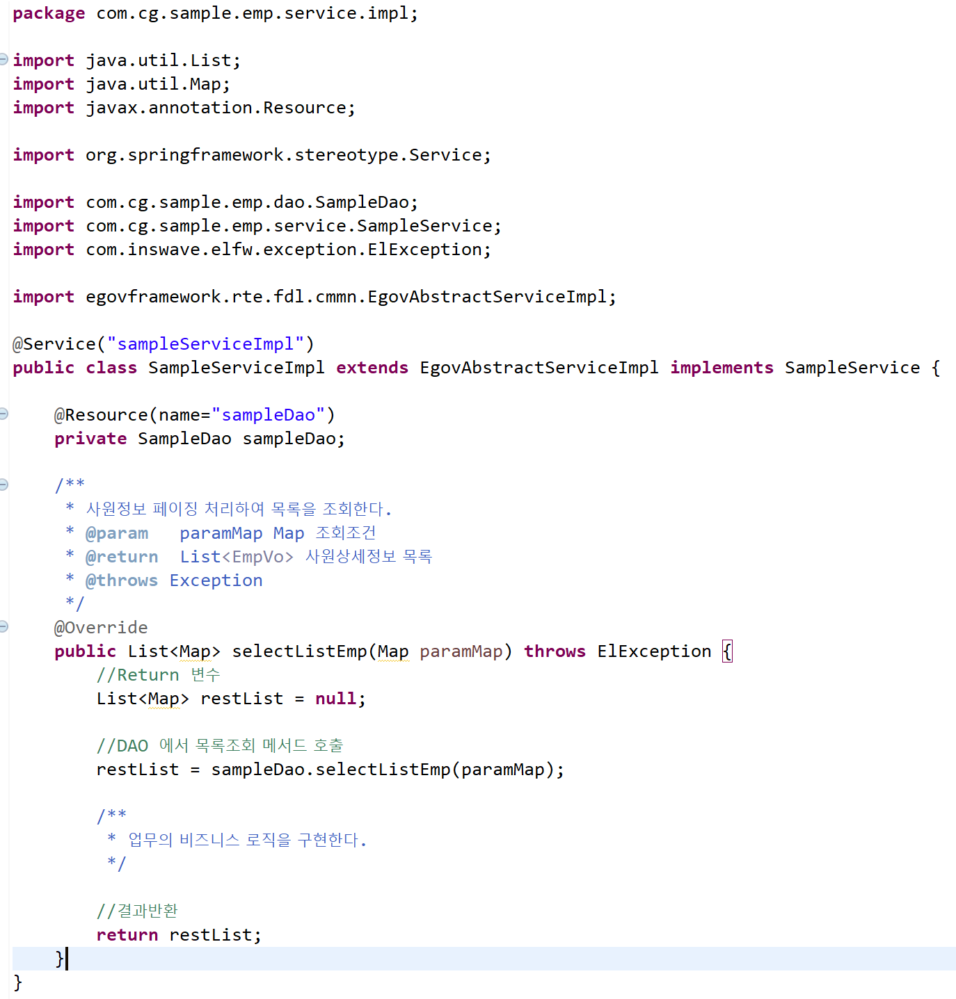 package com.cg.sample.emp.service.impl;
import java.util.List;
import java.util.Map;
import javax.annotation.Resource;
import org.springframework.stereotype.Service;
import com.cg.sample.emp.dao.SampleDao;
import com.cg.sample.emp.service.SampleService;
import com.inswave.elfw.exception.ElException;
import egovframework.rte.fdl.cmmn.EgovAbstractServiceImpl;
@Service("sampleServiceImpl")
public class SampleServiceImpl extends EgovAbstractServiceImpl implements SampleService {
@Resource(name="sampleDao")
private SampleDao sampleDao;
/**
* 사원정보 페이징 처리하여 목록을 조회한다.
* @param   paramMap Map 조회조건
* @return  List<EmpVo> 사원상세정보 목록
* @throws Exception
*/
@Override
public List<Map> selectListEmp(Map paramMap) throws ElException {
//Return 변수
List<Map> restList = null;
//DAO 에서 목록조회 메서드 호출
restList = sampleDao.selectListEmp(paramMap);
/**
* 업무의 비즈니스 로직을 구현한다.
*/
//결과반환
return restList;
}
}